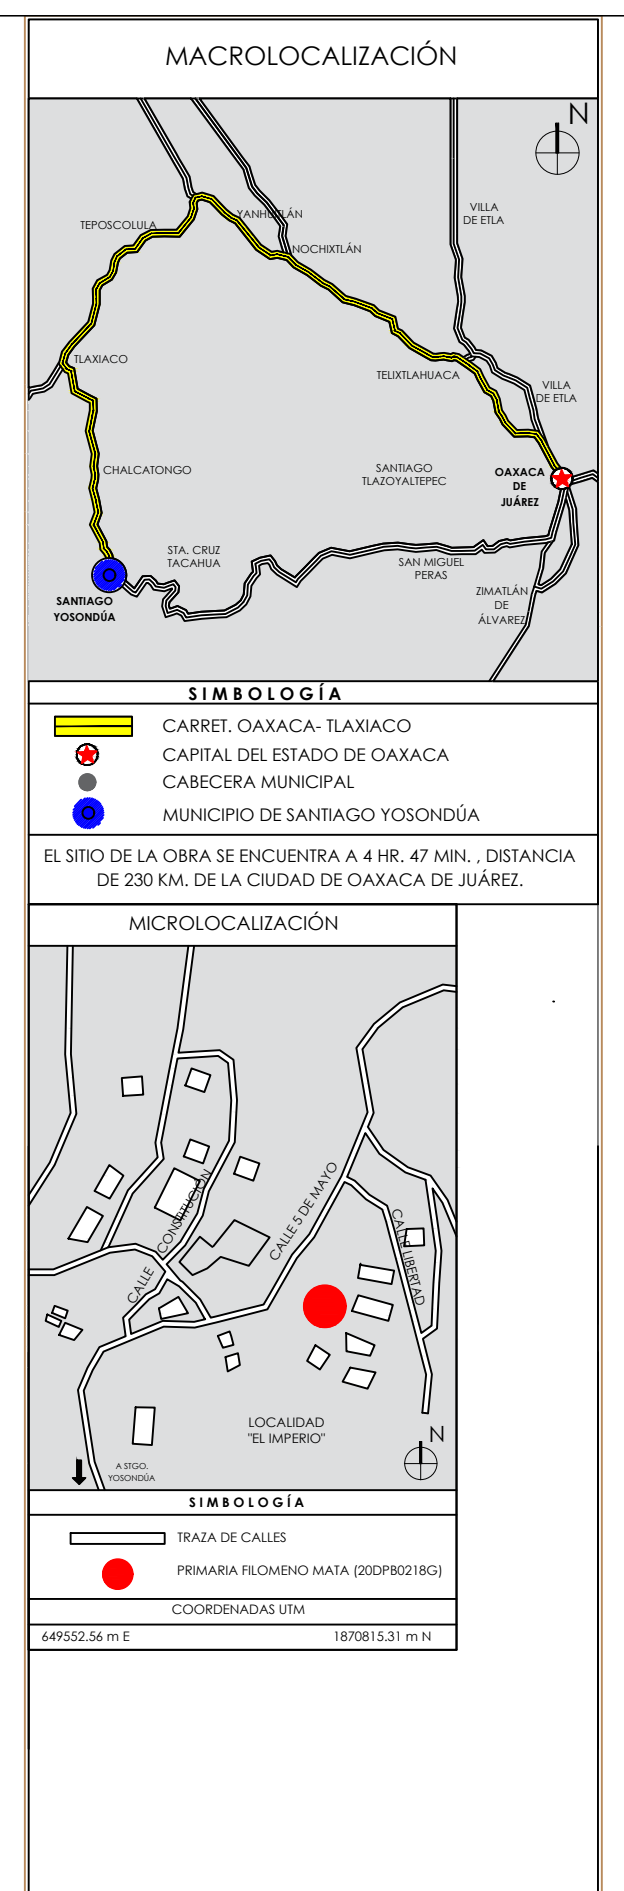 MACROLOCALIZACIÓN
N
VILLA
DE ETLA
YANHUITLÁN
TEPOSCOLULA
NOCHIXTLÁN
TLAXIACO
TELIXTLAHUACA
VILLA
DE ETLA
CHALCATONGO
SANTIAGO
TLAZOYALTEPEC
OAXACA
DE
JUÁREZ
STA. CRUZ
TACAHUA
SAN MIGUEL
PERAS
SANTIAGO
YOSONDÚA
ZIMATLÁN
DE
ÁLVAREZ
SIMBOLOGÍA
CARRET. OAXACA- TLAXIACO
CAPITAL DEL ESTADO DE OAXACA
CABECERA MUNICIPAL
MUNICIPIO DE SANTIAGO YOSONDÚA
EL SITIO DE LA OBRA SE ENCUENTRA A 4 HR. 47 MIN. , DISTANCIA
DE 230 KM. DE LA CIUDAD DE OAXACA DE JUÁREZ.
MICROLOCALIZACIÓN
CALLE CONSTITUCIÓN
CALLE 5 DE MAYO
CALLE LIBERTAD
LOCALIDAD
"EL IMPERIO"
N
A STGO.
YOSONDÚA
SIMBOLOGÍA
TRAZA DE CALLES
PRIMARIA FILOMENO MATA (20DPB0218G)
COORDENADAS UTM
649552.56 m E 1870815.31 m N